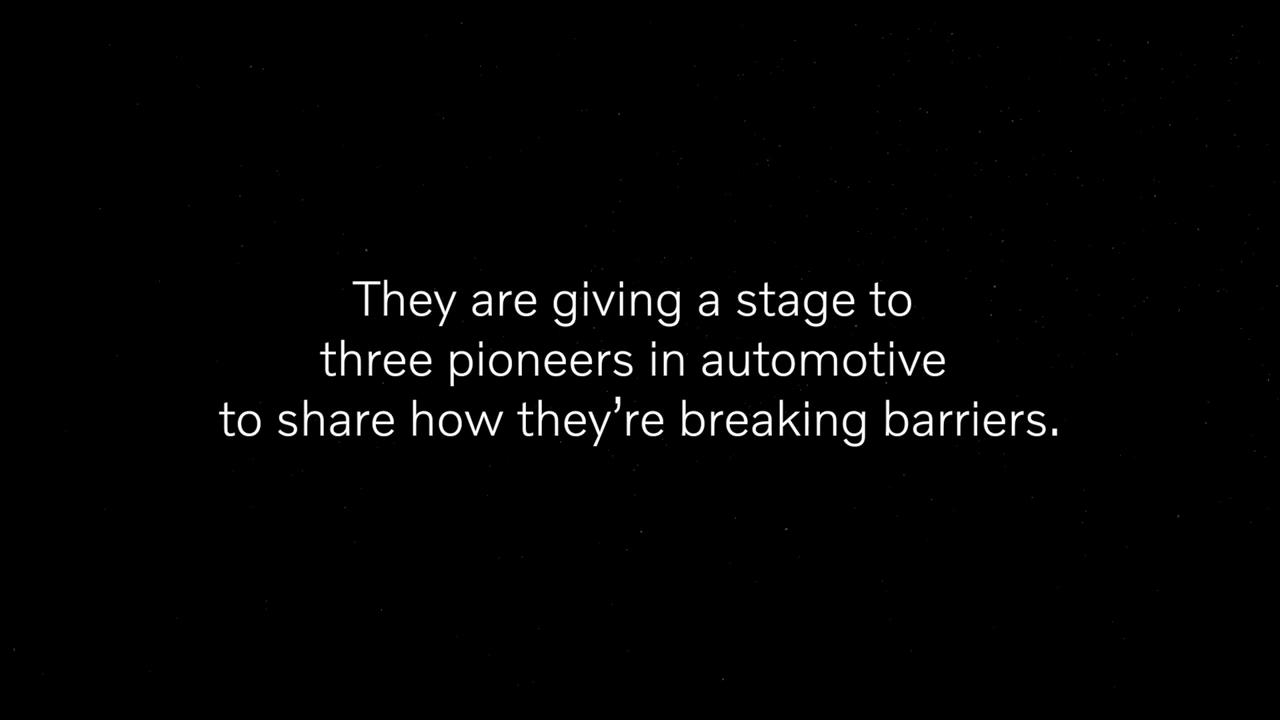 They are giving a stage to
three pioneers in automotive
to share how they’re breaking barriers.